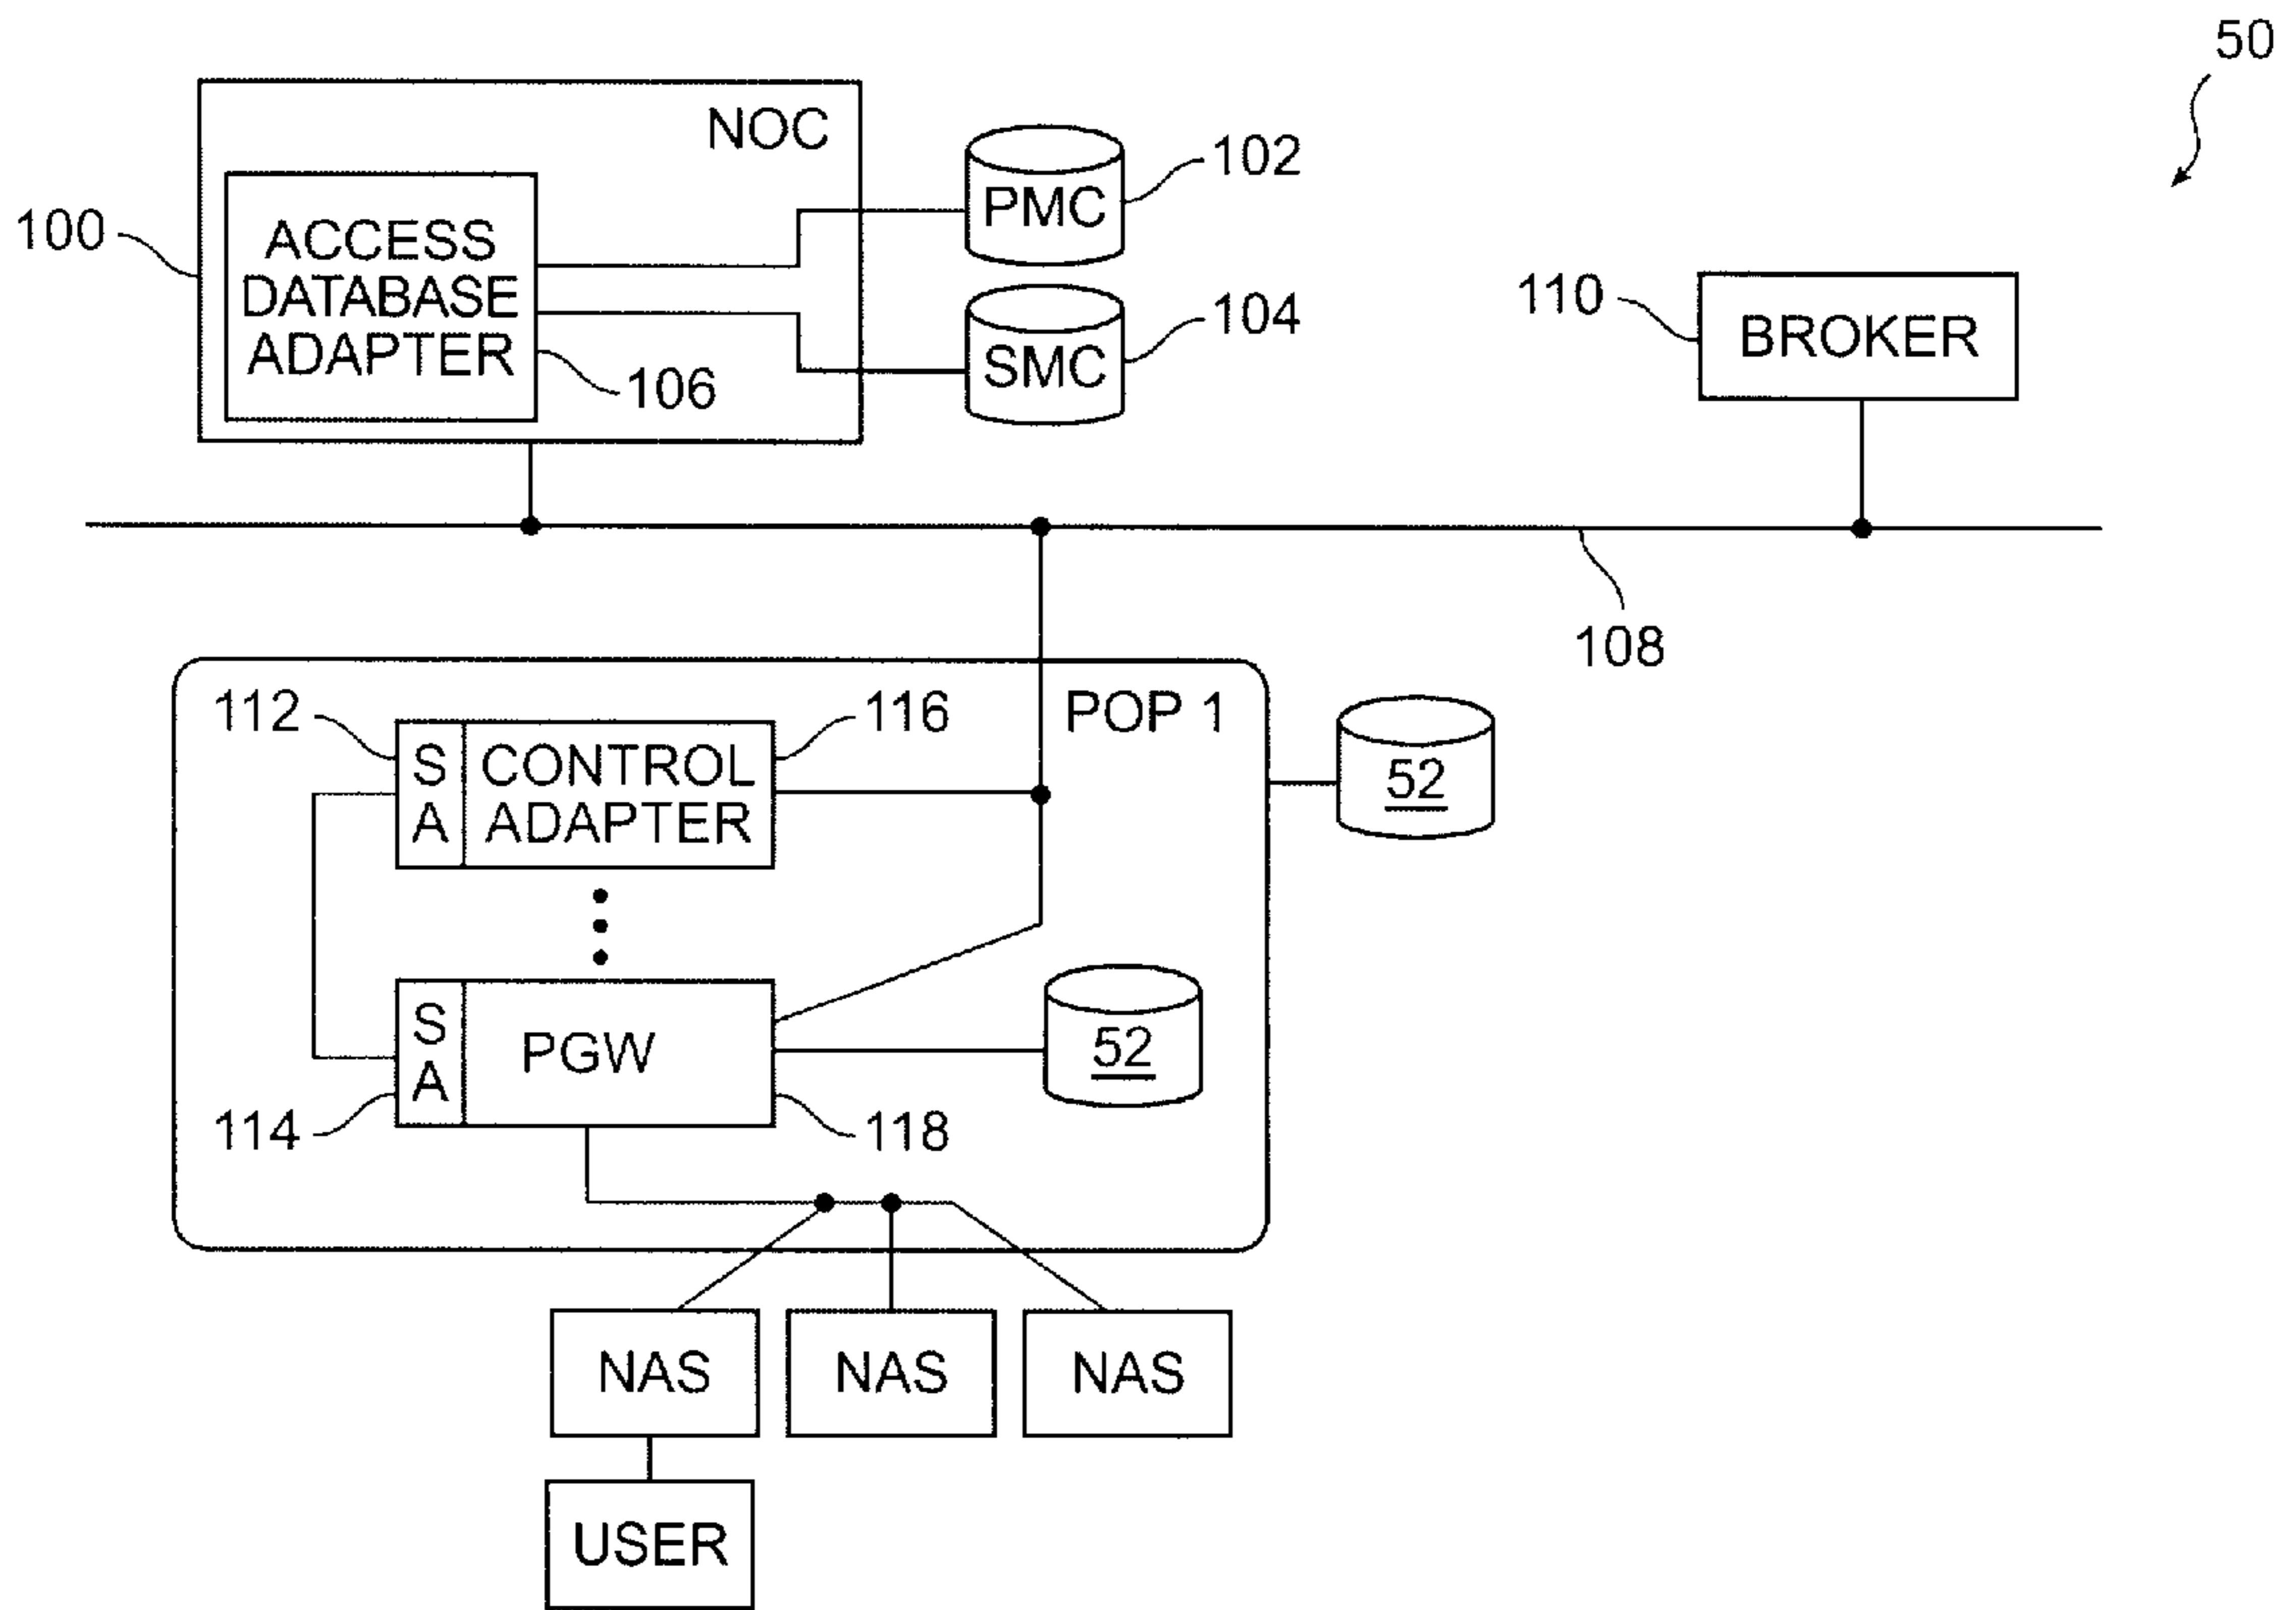 50
NOC
100
ACCESS
DATABASE
ADAPTER
106
PMC
102
SMC
104
110
BROKER
108
POP 1
112
S
A
CONTROL
ADAPTER
116
52
S
A
PGW
52
114
118
NAS
NAS
NAS
USER